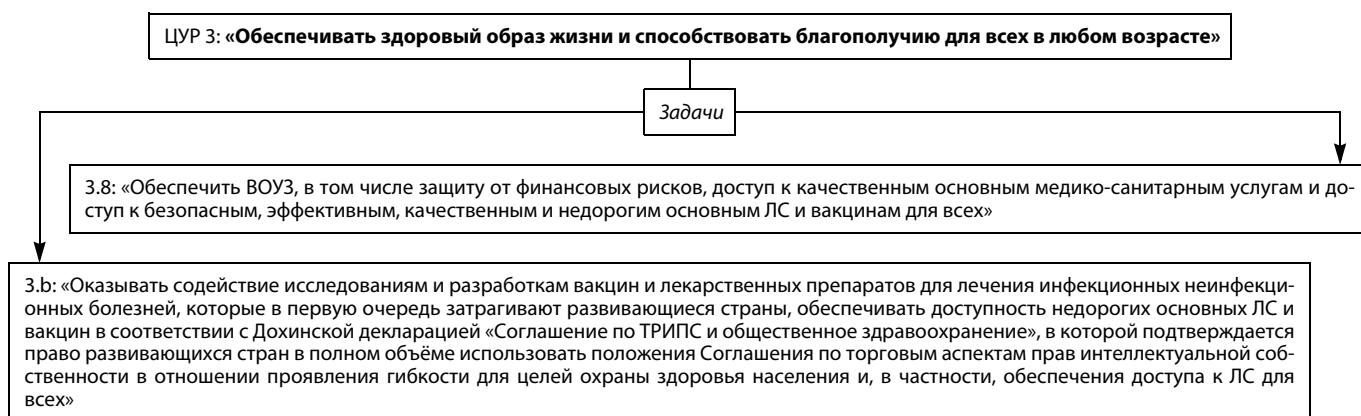 ЦУР 3: «Обеспечивать здоровый образ жизни и способствовать благополучию для всех в любом возрасте»
Задачи
3.8: «Обеспечить ВОУЗ, в том числе защиту от финансовых рисков, доступ к качественным основным медико-санитарным услугам и до-
ступ к безопасным, эффективным, качественным и недорогим основным ЛС и вакцинам для всех»
3.b: «Оказывать содействие исследованиям и разработкам вакцин и лекарственных препаратов для лечения инфекционных неинфекци-
онных болезней, которые в первую очередь затрагивают развивающиеся страны, обеспечивать доступность недорогих основных ЛС и
вакцин в соответствии с Дохинской декларацией «Соглашение по ТРИПС и общественное здравоохранение», в которой подтверждается
право развивающихся стран в полном объёме использовать положения Соглашения по торговым аспектам прав интеллектуальной соб-
ственности в отношении проявления гибкости для целей охраны здоровья населения и, в частности, обеспечения доступа к ЛС для
всех»